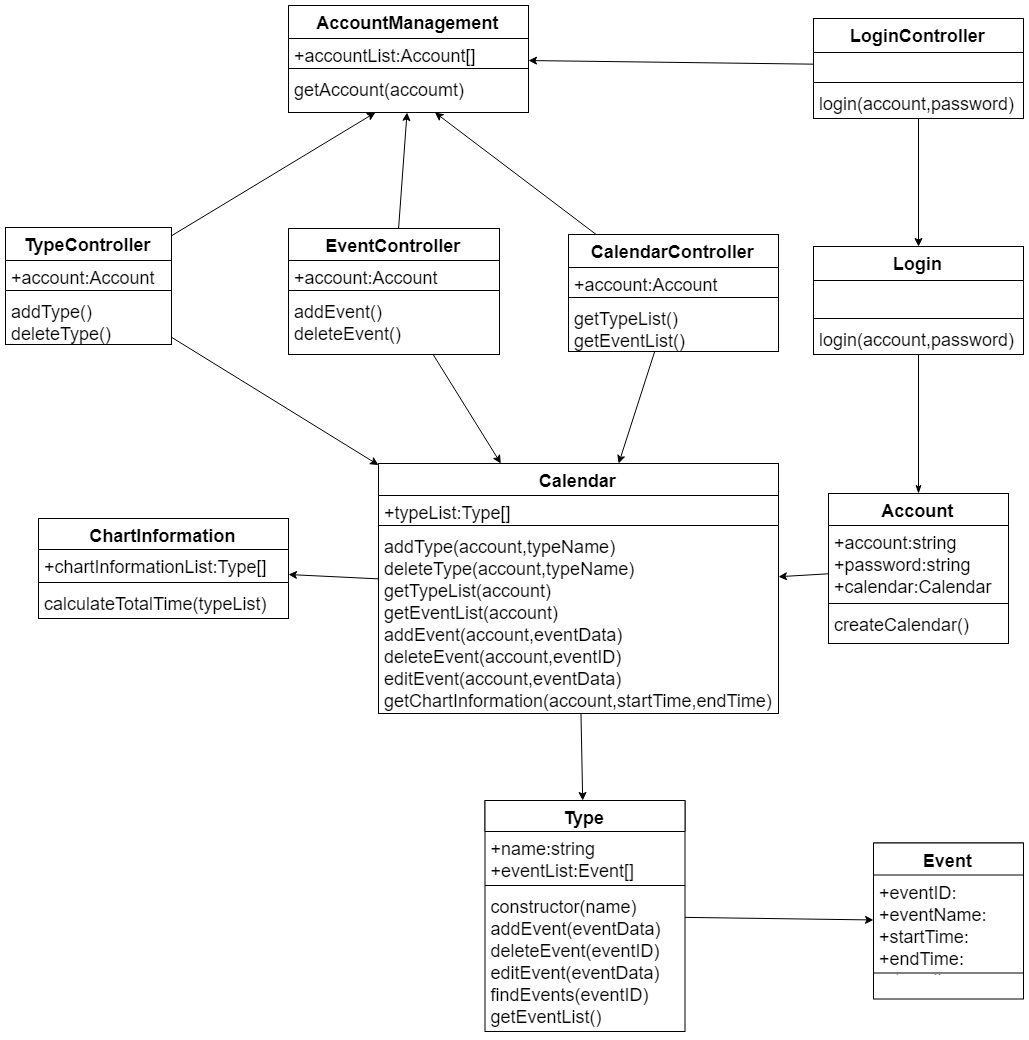 AccountManagement
+accountList:Account[]
getAccount(accoumt)
LoginController
login(account,password)
TypeController
+account:Account
addType()
deleteType()
EventController
+account:Account
addEvent()
deleteEvent()
CalendarController
+account:Account
getTypeList()
getEventList()
Login
login(account,password)
Calendar
+typeList:Type[]
addType(account,typeName)
deleteType(account,typeName)
getTypeList(account)
getEventList(account)
addEvent(account,eventData)
deleteEvent(account,eventID)
editEvent(account,eventData)
getChartInformation(account,startTime,endTime)
ChartInformation
+chartInformationList:Type[]
calculateTotalTime(typeList)
Account
+account:string
+password:string
+calendar:Calendar
createCalendar()
Type
+name:string
+eventList:Event[]
constructor(name)
addEvent(eventData)
deleteEvent(eventID)
editEvent(eventData)
findEvents(eventID)
getEventList()
Event
+eventID:
+eventName:
+startTime:
+endTime: